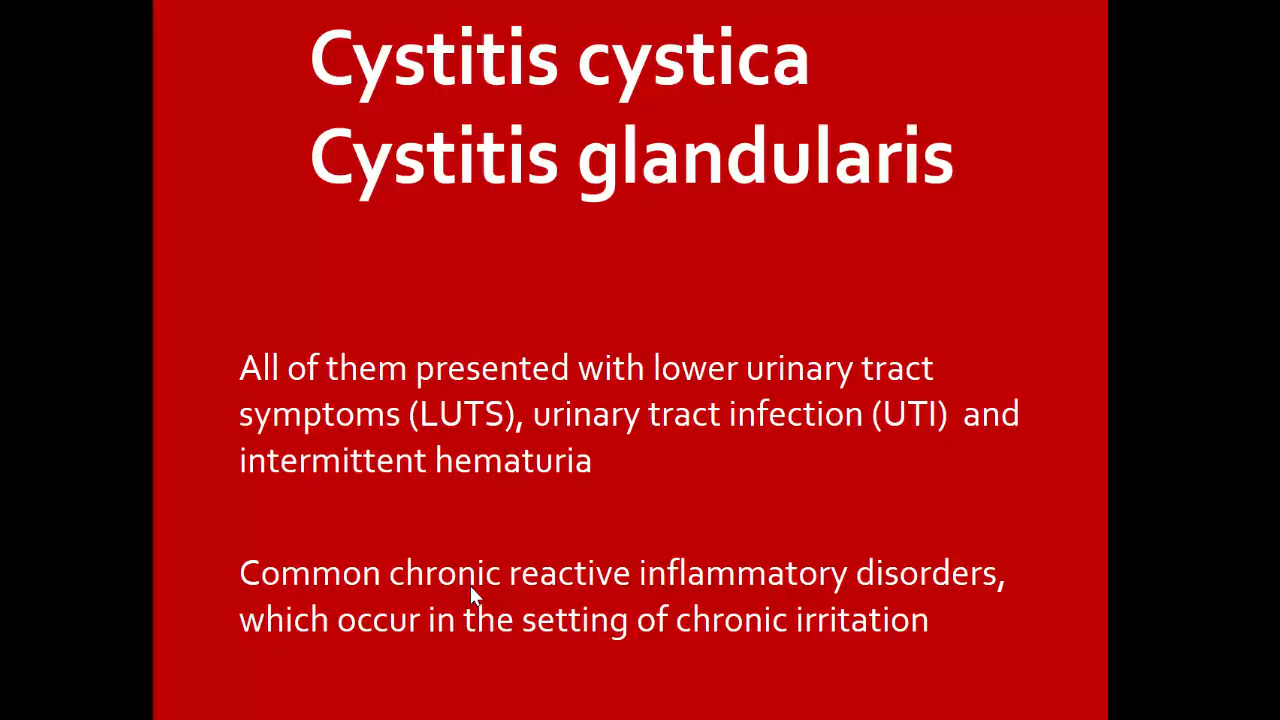 Cystitis cystica
Cystitis glandularis
All of them presented with lower urinary tract
symptoms (LUTS), urinary tract infection (UTI)  and
intermittent hematuria
Common chronic reactive inflammatory disorders,
which occur in the setting of chronic irritation